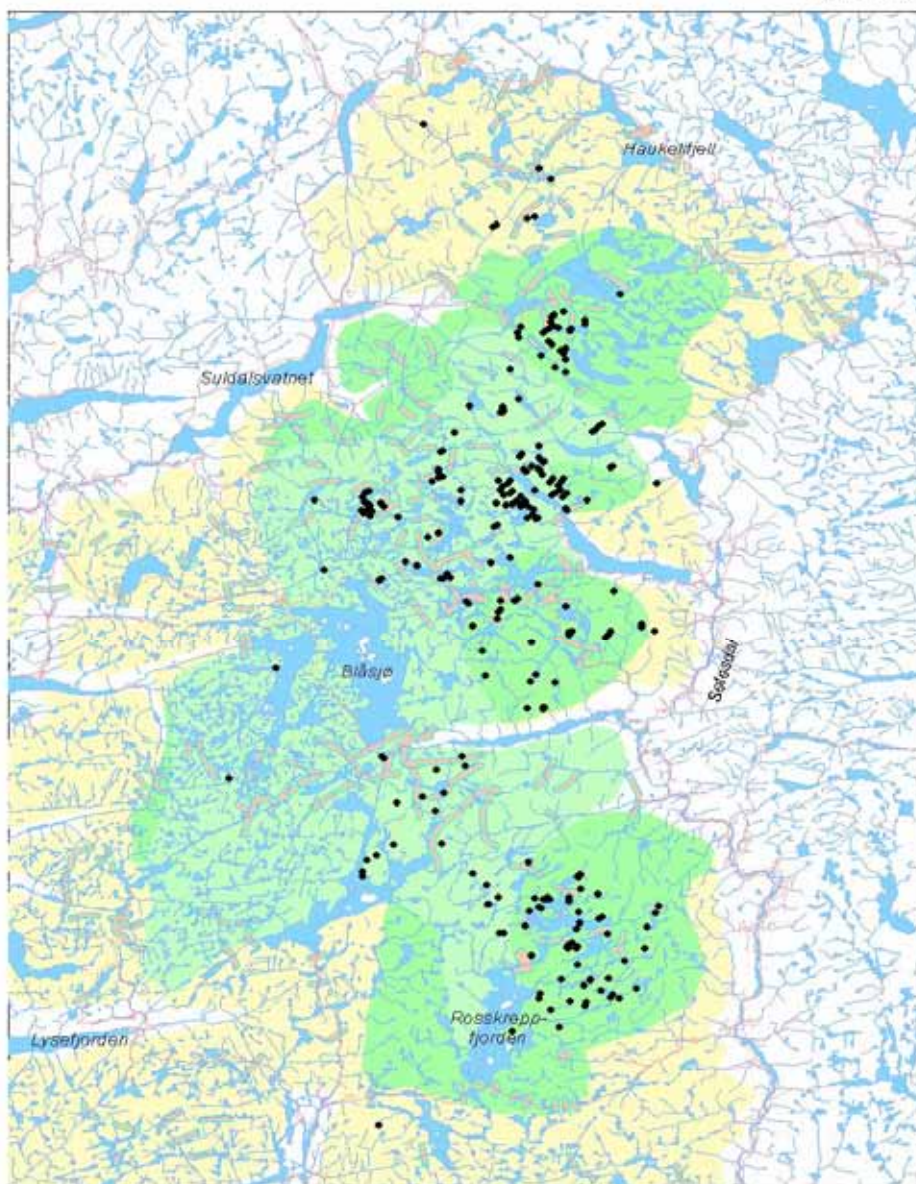 Haukelifjell
Suldalsvatnet
Blåsjø
Setesdal
Rosskrepp-
fjorden
Lysefjorden